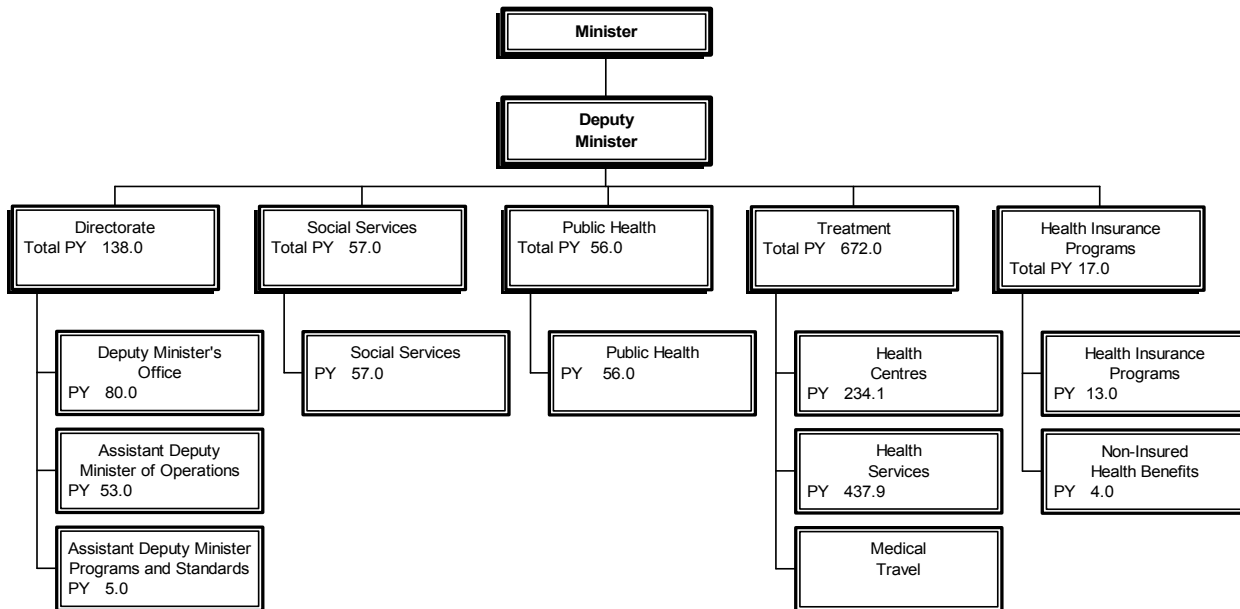 Minister
Deputy
Minister
Directorate
Total PY 138.0
Social Services
Total PY 57.0
Public Health
Total PY 56.0
Treatment
Total PY 672.0
Health Insurance
Programs
Total PY 17.0
Deputy Minister's
Office
PY 80.0
Assistant Deputy
Minister of Operations
PY 53.0
Assistant Deputy Minister
Programs and Standards
PY 5.0
Social Services
PY 57.0
Public Health
PY 56.0
Health
Centres
PY 234.1
Health
Services
PY 437.9
Medical
Travel
Health Insurance
Programs
PY 13.0
Non-Insured
Health Benefits
PY 4.0